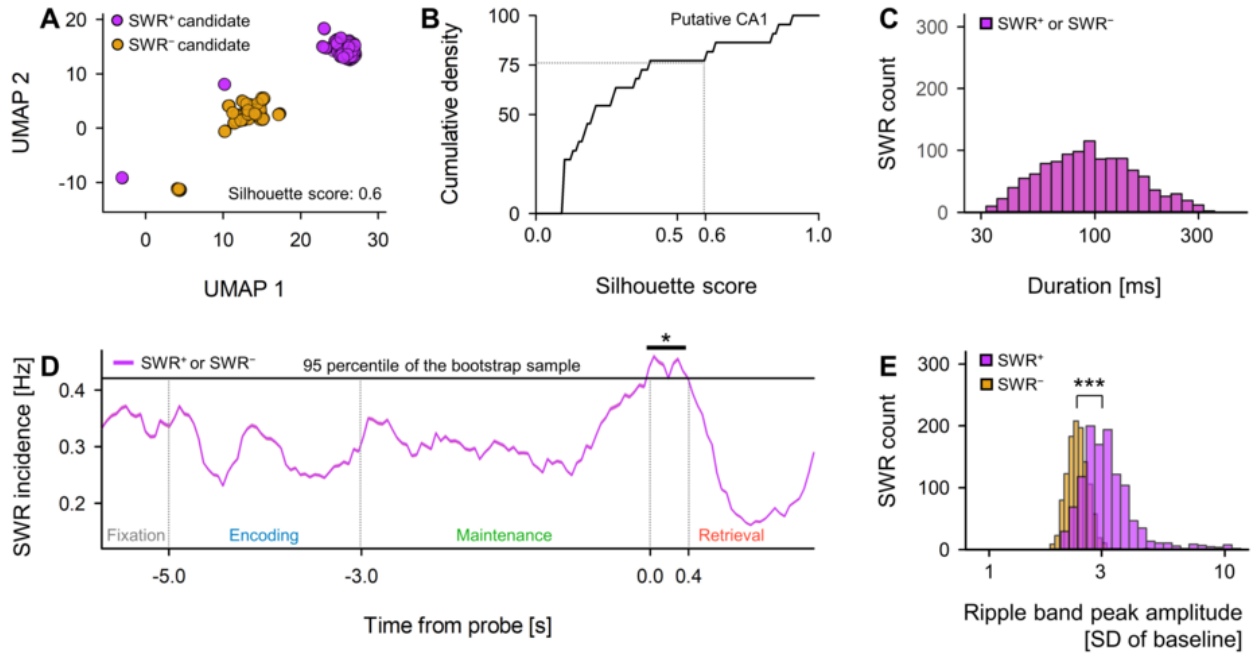 A
SWR⁺ candidate
SWR⁻ candidate
UMAP 2
20
10
0
-10
Silhouette score: 0.6
0
10
20
30
UMAP 1
B
Putative CA1
Cumulative density
100
75
50
0
0.0
0.5
0.6
1.0
Silhouette score
C
SWR⁺ or SWR⁻
SWR count
300
200
100
0
30
100
300
Duration [ms]
D
SWR⁺ or SWR⁻
95 percentile of the bootstrap sample
*
SWR incidence [Hz]
0.4
0.3
0.2
Fixation
Encoding
Maintenance
Retrieval
-5.0
-3.0
0.0
0.4
Time from probe [s]
E
SWR⁺
SWR⁻
***
SWR count
300
200
100
0
1
3
10
Ripple band peak amplitude
[SD of baseline]